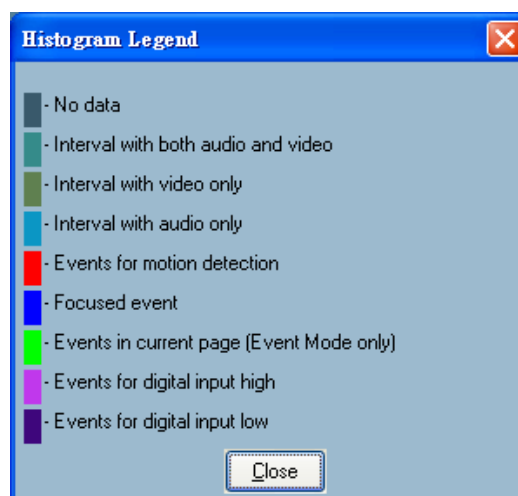 Histogram Legend
- No data
- Interval with both audio and video
- Interval with video only
- Interval with audio only
- Events for motion detection
- Focused event
- Events in current page (Event Mode only)
- Events for digital input high
- Events for digital input low
Close